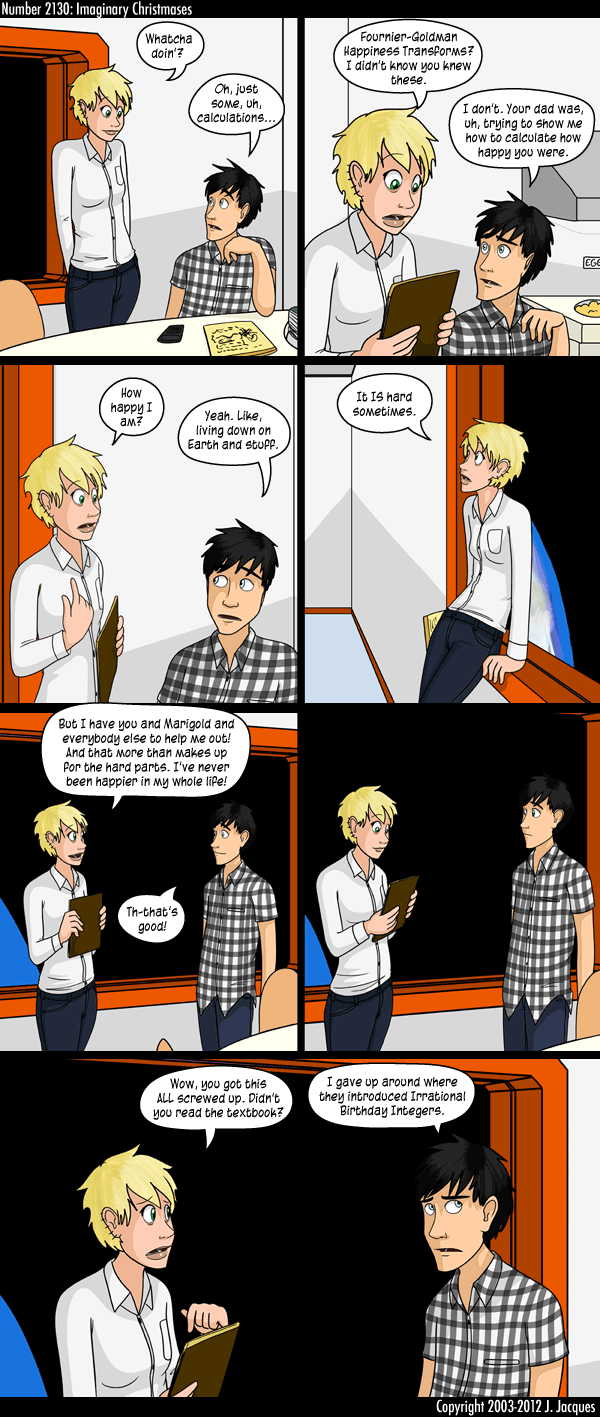 Number 2130: Imaginary Christmases
Whatcha
doin'?
Oh, just
some, uh,
calculations...
Fournier-Goldman
Happiness Transforms?
I didn't know you knew
these.
I don't. Your dad was,
uh, trying to show me
how to calculate how
happy you were.
EGE
How
happy I
am?
Yeah. Like,
living down on
Earth and stuff.
It IS hard
sometimes.
But I have you and Marigold and
everybody else to help me out!
And that more than makes up
for the hard parts. I've never
been happier in my whole life!
Th-that's
good!
Wow, you got this
ALL screwed up. Didn't
you read the textbook?
I gave up around where
they introduced Irrational
Birthday Integers.
Copyright 2003-2012 J. Jacques